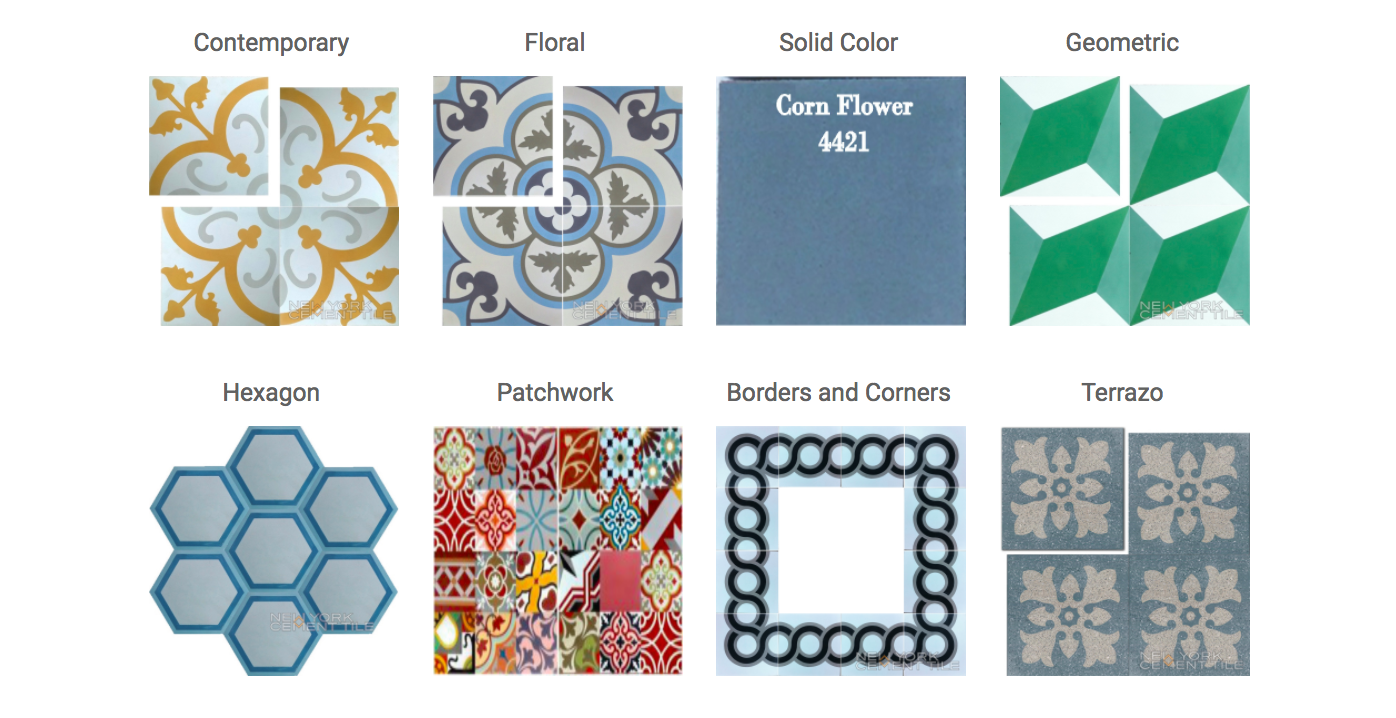 Contemporary
Floral
Solid Color
Geometric
Corn Flower
4421
NEW YORK
CEMENT TILE
NEW YORK
CEMENT TILE
NEW YORK
CEMENT TILE
Hexagon
Patchwork
Borders and Corners
Terrazo
NEW YORK
CEMENT TILE
NEW YORK
CEMENT TILE
NEW YORK
CEMENT TILE